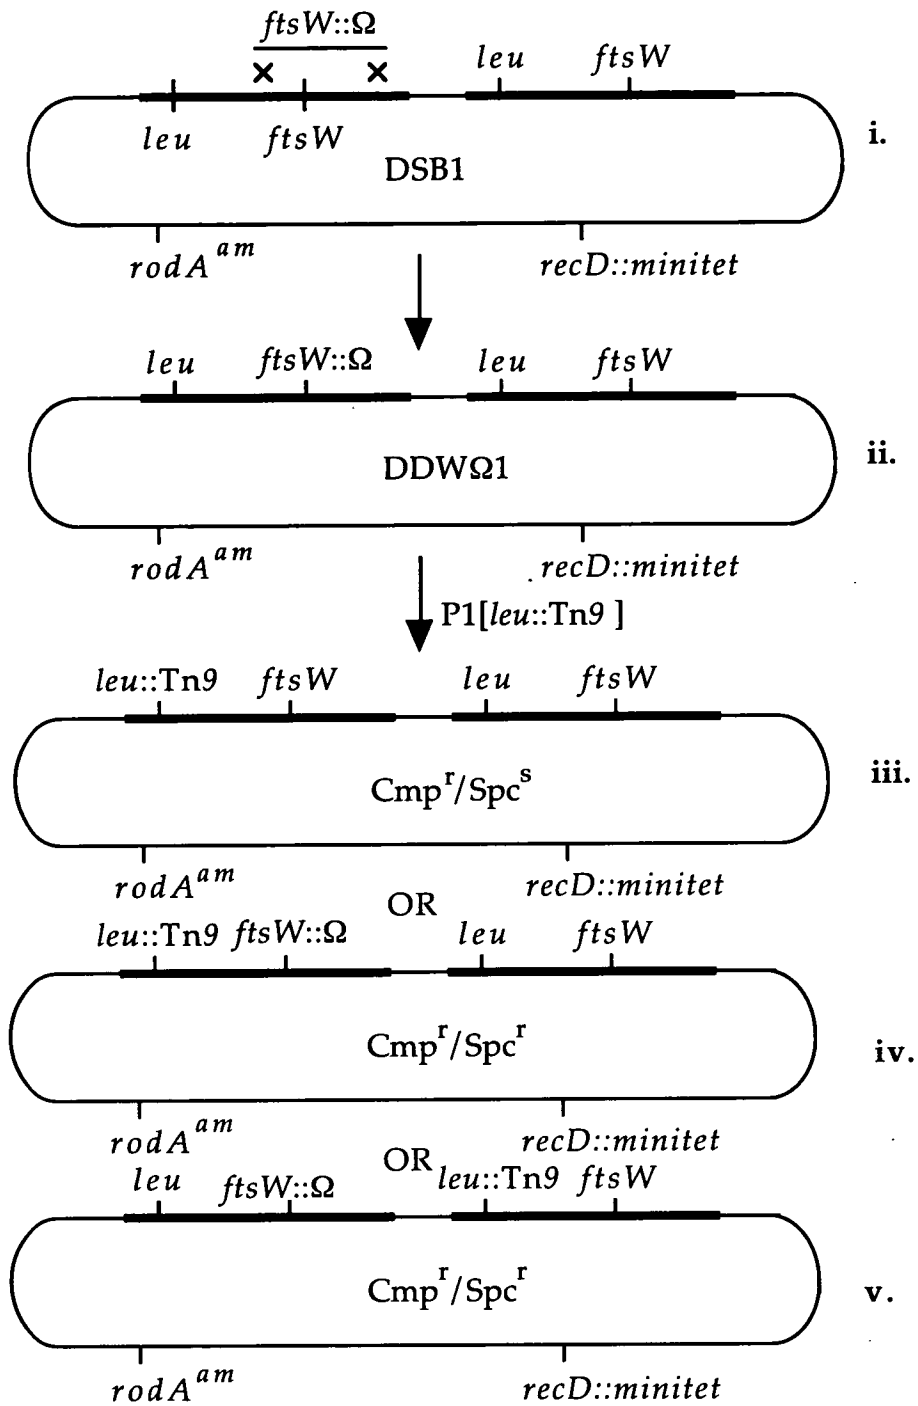 ftsW::Ω
leu ftsW
× ×
leu ftsW
i.
DSB1
rodA^am recD::minitet
leu ftsW::Ω leu ftsW
ii.
DDWΩ1
rodA^am recD::minitet
P1[leu::Tn9 ]
leu::Tn9 ftsW leu ftsW
iii.
Cmp^r/Spc^s
rodA^am recD::minitet
OR
leu::Tn9 ftsW::Ω leu ftsW
Cmp^r/Spc^r
iv.
rodA^am recD::minitet
OR
leu ftsW::Ω leu::Tn9 ftsW
Cmp^r/Spc^r
v.
rodA^am recD::minitet